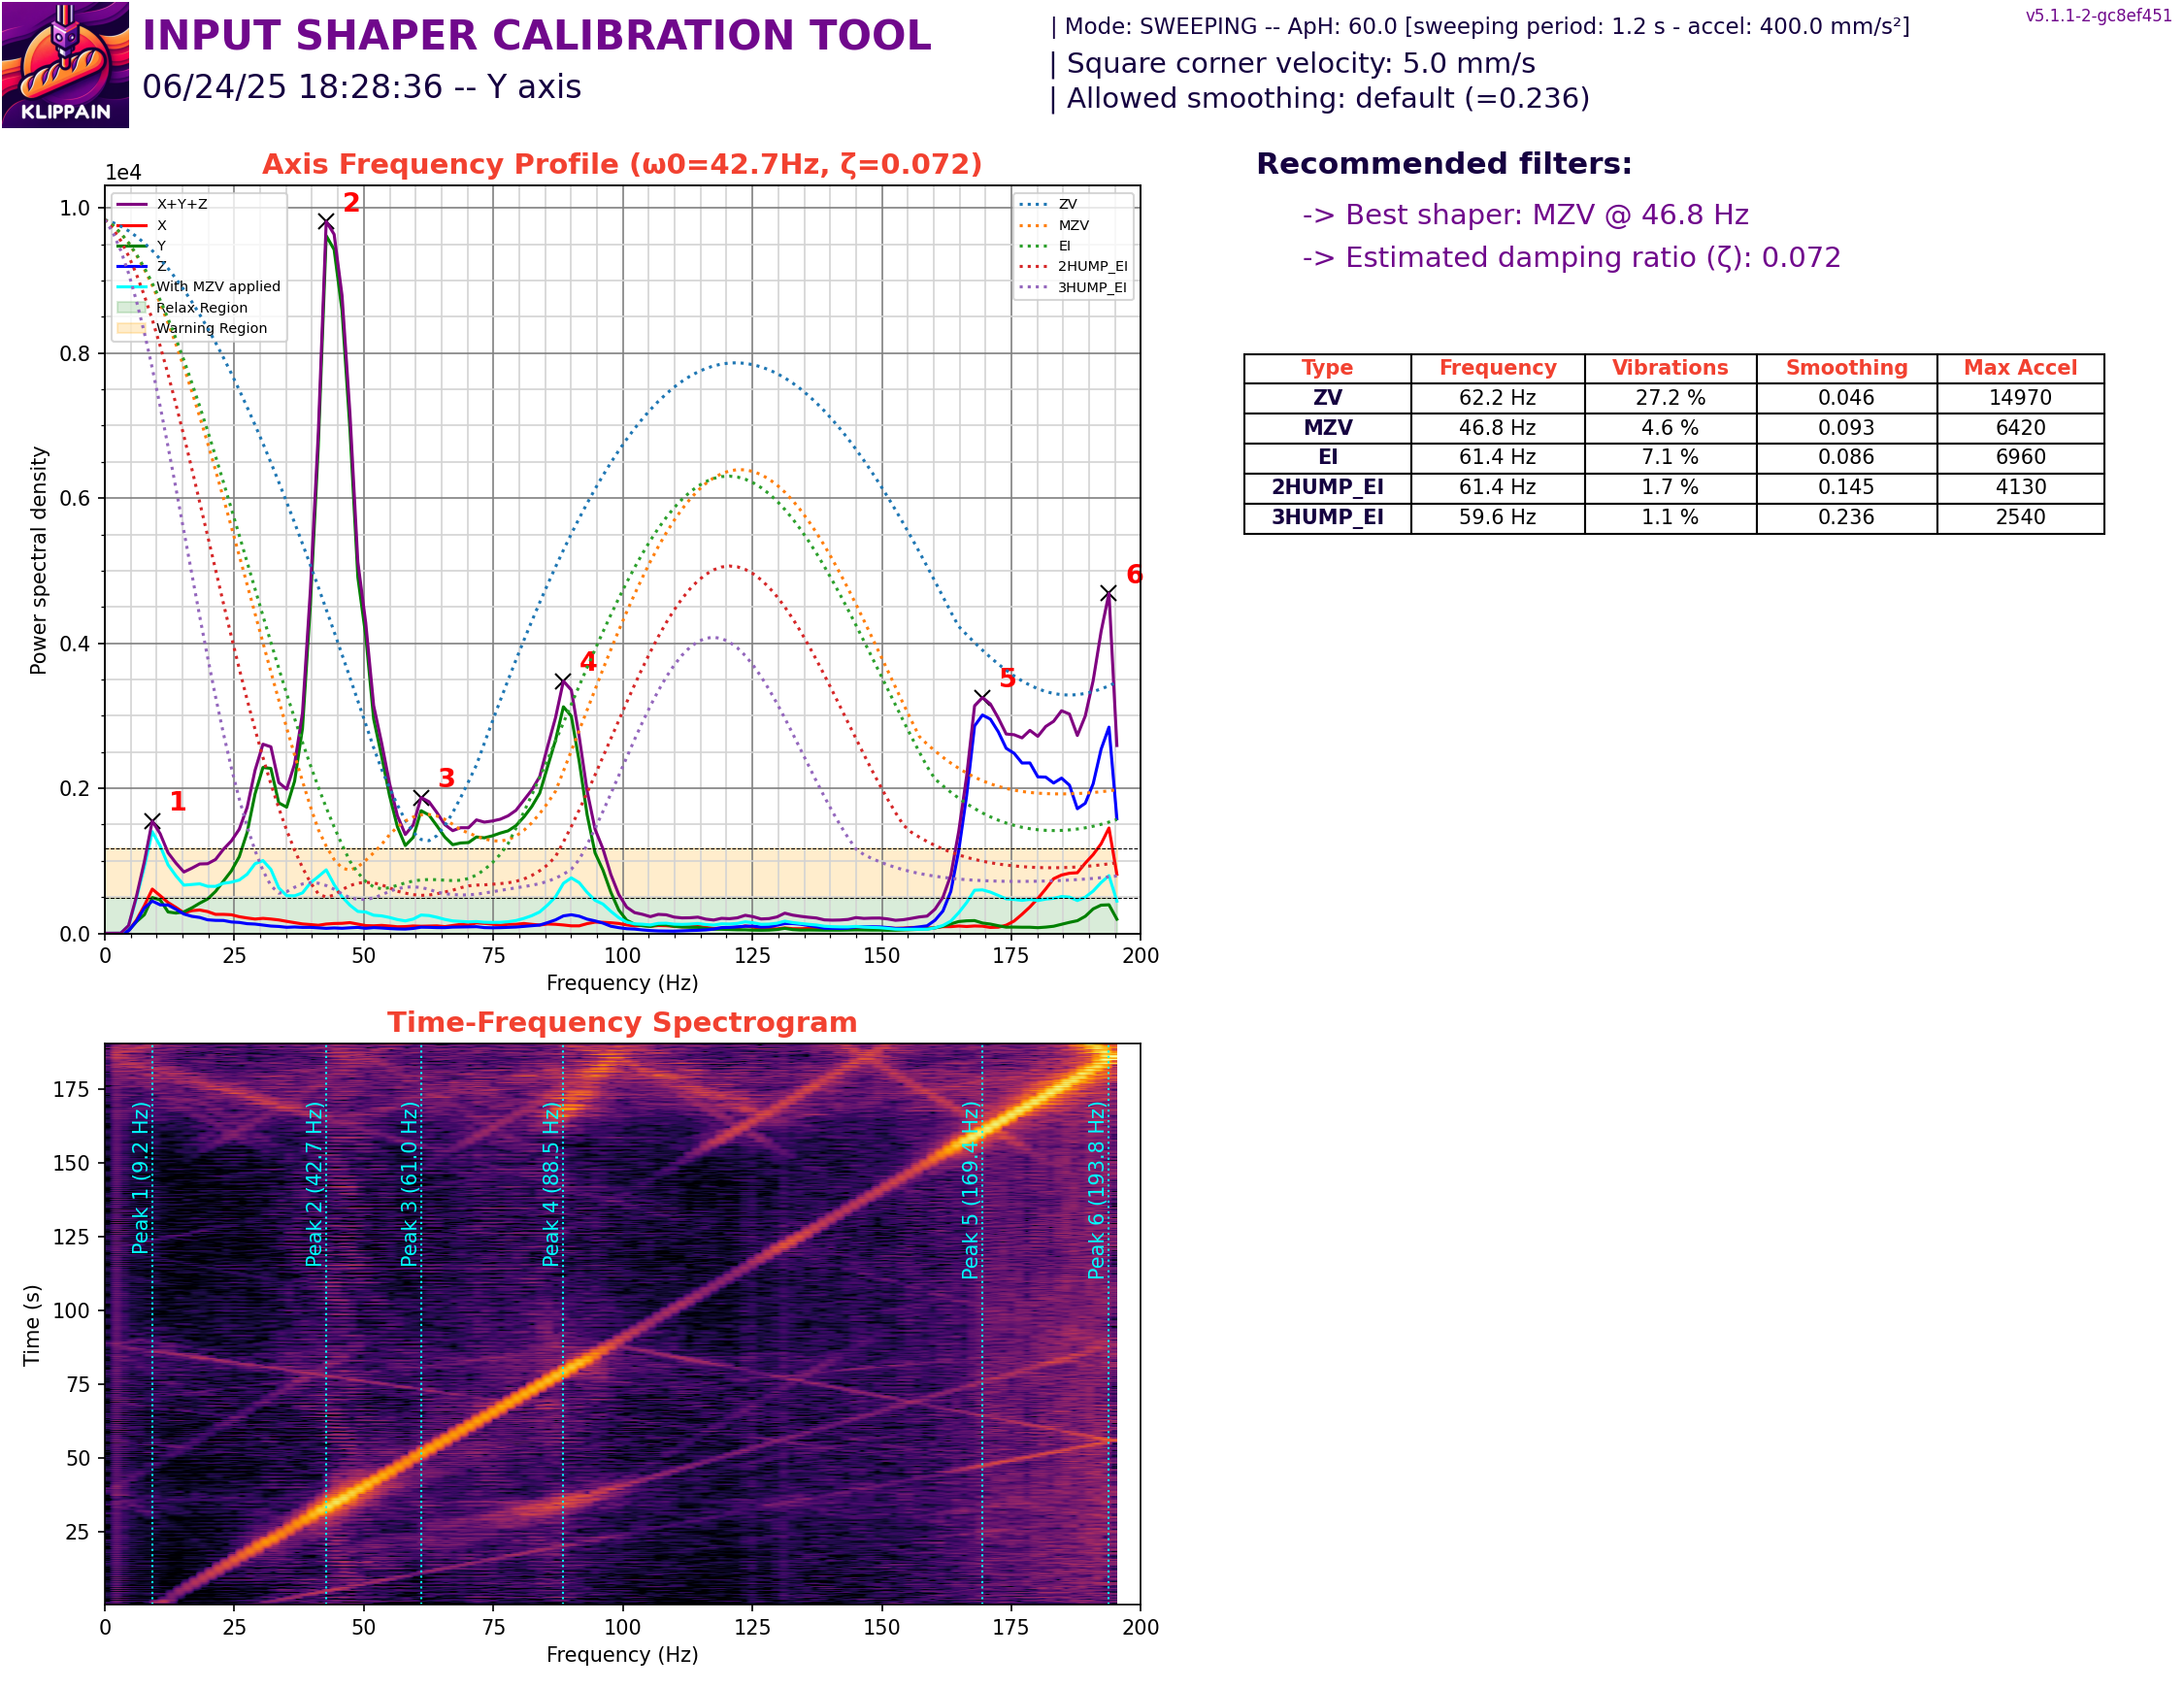 KLIPPAIN
INPUT SHAPER CALIBRATION TOOL
06/24/25 18:28:36 -- Y axis
| Mode: SWEEPING -- ApH: 60.0 [sweeping period: 1.2 s - accel: 400.0 mm/s²]
| Square corner velocity: 5.0 mm/s
| Allowed smoothing: default (=0.236)
v5.1.1-2-gc8ef451
Axis Frequency Profile (ω0=42.7Hz, ζ=0.072)
1e4
X+Y+Z
X
Y
Z
With MZV applied
Relax Region
Warning Region
ZV
MZV
EI
2HUMP_EI
3HUMP_EI
1
2
3
4
5
6
1.0
0.8
0.6
0.4
0.2
0.0
Power spectral density
0 25 50 75 100 125 150 175 200
Frequency (Hz)
Recommended filters:
-> Best shaper: MZV @ 46.8 Hz
-> Estimated damping ratio (ζ): 0.072
Type Frequency Vibrations Smoothing Max Accel
ZV 62.2 Hz 27.2 % 0.046 14970
MZV 46.8 Hz 4.6 % 0.093 6420
EI 61.4 Hz 7.1 % 0.086 6960
2HUMP_EI 61.4 Hz 1.7 % 0.145 4130
3HUMP_EI 59.6 Hz 1.1 % 0.236 2540
Time-Frequency Spectrogram
175
150
125
100
75
50
25
Time (s)
Peak 1 (9.2 Hz)
Peak 2 (42.7 Hz)
Peak 3 (61.0 Hz)
Peak 4 (88.5 Hz)
Peak 5 (169.4 Hz)
Peak 6 (193.8 Hz)
0 25 50 75 100 125 150 175 200
Frequency (Hz)